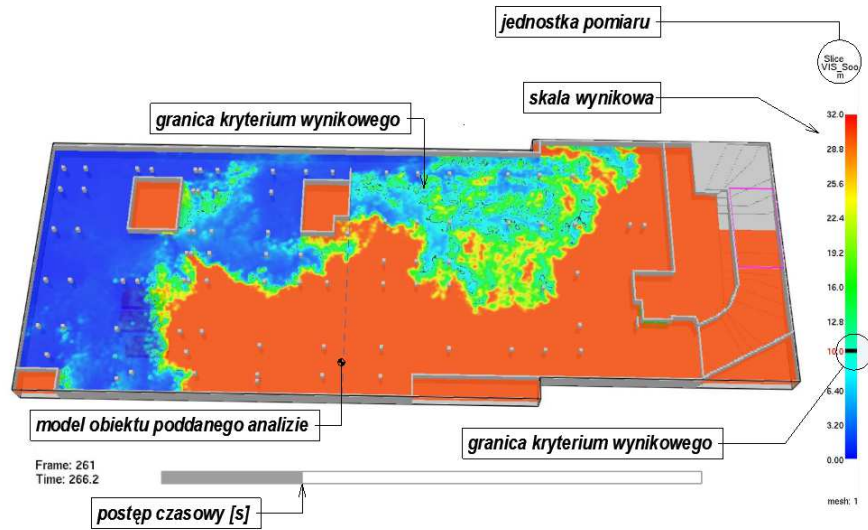 jednostka pomiaru
Slice
VIS_Soo
m
skala wynikowa
granica kryterium wynikowego
32.0
28.8
25.6
22.4
19.2
16.0
12.8
10.0
6.40
3.20
0.00
model obiektu poddanego analizie
granica kryterium wynikowego
Frame: 261
Time: 266.2
mesh: 1
postęp czasowy [s]